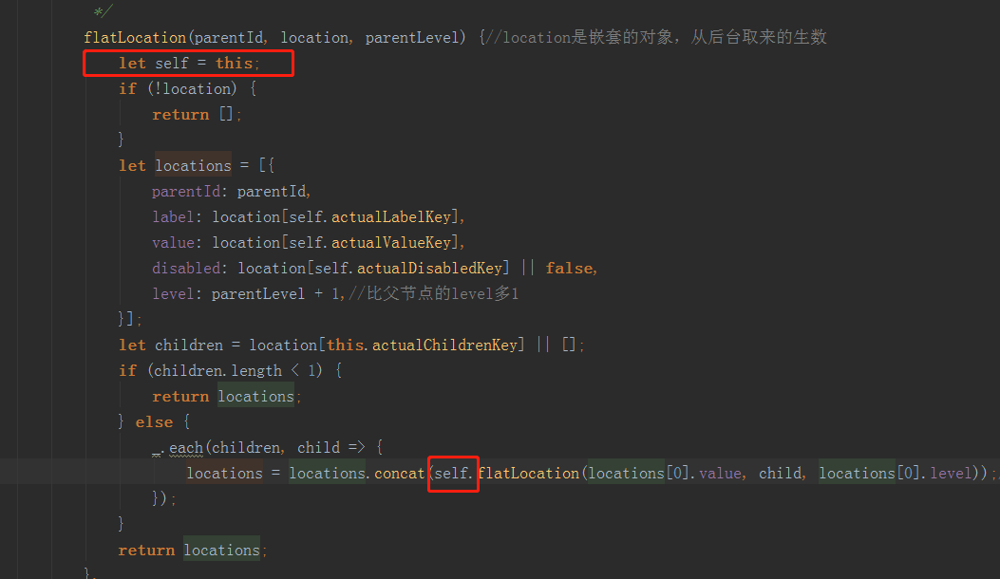 */
flatLocation(parentId, location, parentLevel) {//location是嵌套的对象，从后台取来的生数
let self = this;
if (!location) {
return [];
}
let locations = [{
parentId: parentId,
label: location[self.actualLabelKey],
value: location[self.actualValueKey],
disabled: location[self.actualDisabledKey] || false,
level: parentLevel + 1,//比父节点的level多1
}];
let children = location[this.actualChildrenKey] || [];
if (children.length < 1) {
return locations;
} else {
_.each(children, child => {
locations = locations.concat(self.flatLocation(locations[0].value, child, locations[0].level));
});
}
return locations;
},